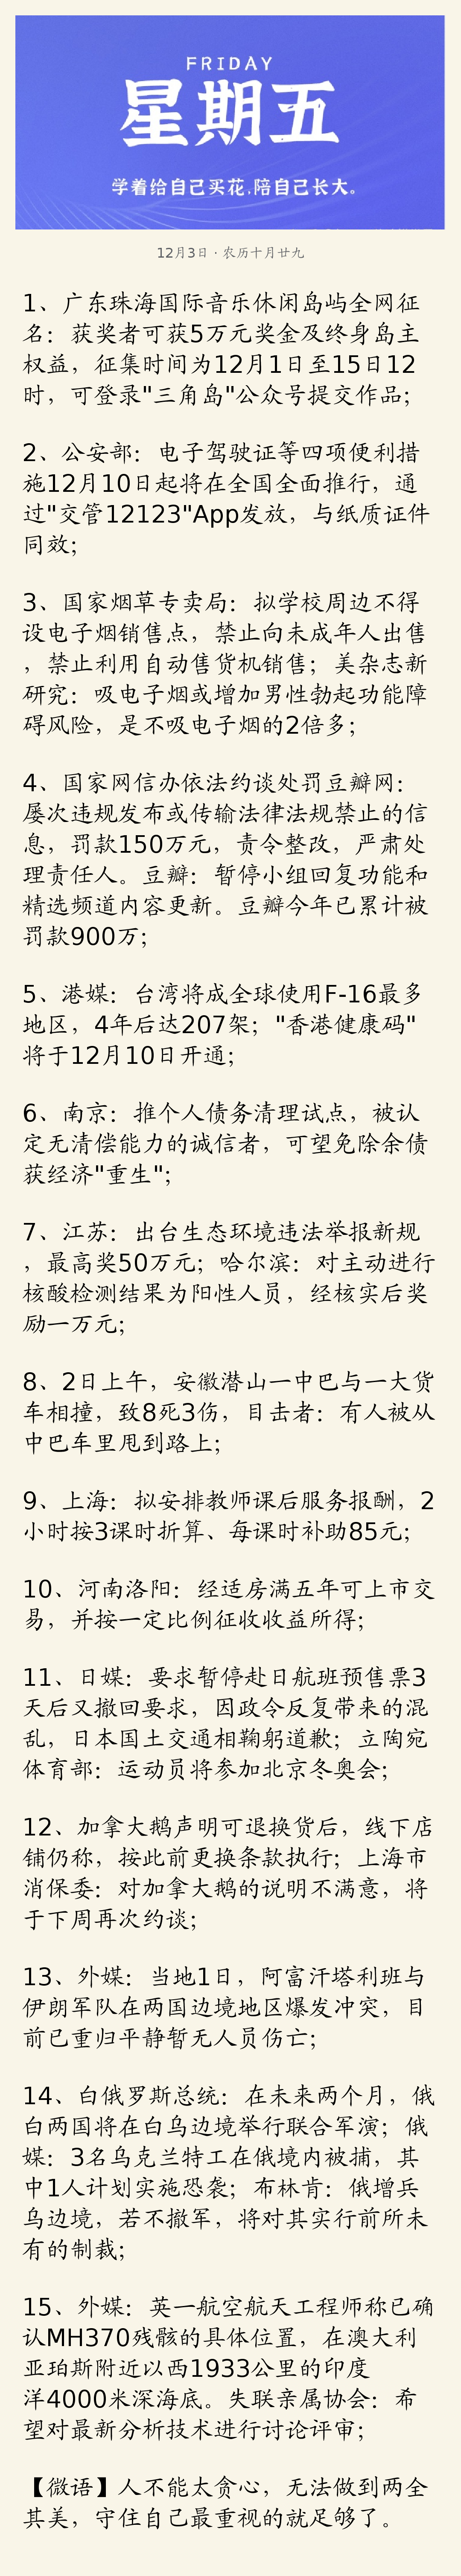 FRIDAY
星期五
学着给自己买花,陪自己长大。
12月3日 · 农历十月廿九
1、广东珠海国际音乐休闲岛屿全网征
名：获奖者可获5万元奖金及终身岛主
权益，征集时间为12月1日至15日12
时，可登录"三角岛"公众号提交作品；
2、公安部：电子驾驶证等四项便利措
施12月10日起将在全国全面推行，通
过"交管12123"App发放，与纸质证件
同效；
3、国家烟草专卖局：拟学校周边不得
设电子烟销售点，禁止向未成年人出售
，禁止利用自动售货机销售；美杂志新
研究：吸电子烟或增加男性勃起功能障
碍风险，是不吸电子烟的2倍多；
4、国家网信办依法约谈处罚豆瓣网：
屡次违规发布或传输法律法规禁止的信
息，罚款150万元，责令整改，严肃处
理责任人。豆瓣：暂停小组回复功能和
精选频道内容更新。豆瓣今年已累计被
罚款900万；
5、港媒：台湾将成全球使用F-16最多
地区，4年后达207架；"香港健康码"
将于12月10日开通；
6、南京：推个人债务清理试点，被认
定无清偿能力的诚信者，可望免除余债
获经济"重生"；
7、江苏：出台生态环境违法举报新规
，最高奖50万元；哈尔滨：对主动进行
核酸检测结果为阳性人员，经核实后奖
励一万元；
8、2日上午，安徽潜山一中巴与一大货
车相撞，致8死3伤，目击者：有人被从
中巴车里甩到路上；
9、上海：拟安排教师课后服务报酬，2
小时按3课时折算、每课时补助85元；
10、河南洛阳：经适房满五年可上市交
易，并按一定比例征收收益所得；
11、日媒：要求暂停赴日航班预售票3
天后又撤回要求，因政令反复带来的混
乱，日本国土交通相鞠躬道歉；立陶宛
体育部：运动员将参加北京冬奥会；
12、加拿大鹅声明可退换货后，线下店
铺仍称，按此前更换条款执行；上海市
消保委：对加拿大鹅的说明不满意，将
于下周再次约谈；
13、外媒：当地1日，阿富汗塔利班与
伊朗军队在两国边境地区爆发冲突，目
前已重归平静暂无人员伤亡；
14、白俄罗斯总统：在未来两个月，俄
白两国将在白乌边境举行联合军演；俄
媒：3名乌克兰特工在俄境内被捕，其
中1人计划实施恐袭；布林肯：俄增兵
乌边境，若不撤军，将对其实行前所未
有的制裁；
15、外媒：英一航空航天工程师称已确
认MH370残骸的具体位置，在澳大利
亚珀斯附近以西1933公里的印度
洋4000米深海底。失联亲属协会：希
望对最新分析技术进行讨论评审；
【微语】人不能太贪心，无法做到两全
其美，守住自己最重视的就足够了。